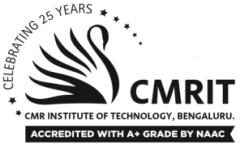 CELEBRATING 25 YEARS
CMRIT
CMR INSTITUTE OF TECHNOLOGY, BENGALURU.
ACCREDITED WITH A+ GRADE BY NAAC